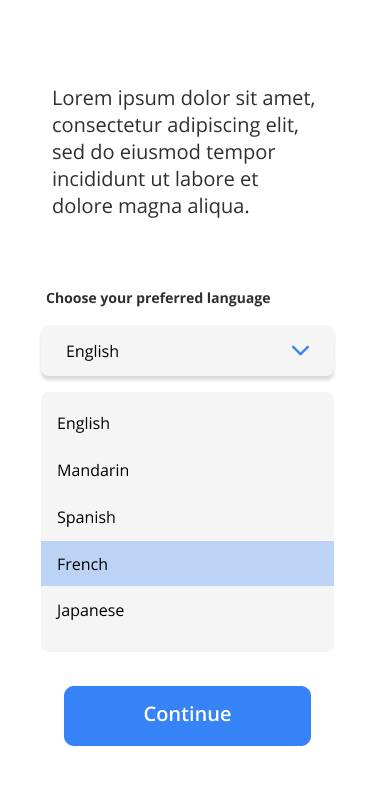 Lorem ipsum dolor sit amet,
consectetur adipiscing elit,
sed do eiusmod tempor
incididunt ut labore et
dolore magna aliqua.
Choose your preferred language
English
English
Mandarin
Spanish
French
Japanese
Continue